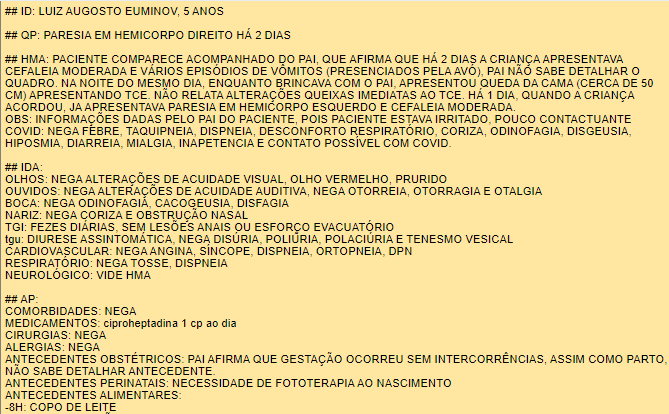 ## ID: LUIZ AUGOSTO EUMINOV, 5 ANOS
## QP: PARESIA EM HEMICORPO DIREITO HÁ 2 DIAS
## HMA: PACIENTE COMPARECE ACOMPANHADO DO PAI, QUE AFIRMA QUE HÁ 2 DIAS A CRIANÇA APRESENTAVA
CEFALEIA MODERADA E VÁRIOS EPISÓDIOS DE VÔMITOS (PRESENCIADOS PELA AVÓ), PAI NÃO SABE DETALHAR O
QUADRO. NA NOITE DO MESMO DIA, ENQUANTO BRINCAVA COM O PAI, APRESENTOU QUEDA DA CAMA (CERCA DE 50
CM) APRESENTANDO TCE. NÃO RELATA ALTERAÇÕES QUEIXAS IMEDIATAS AO TCE. HÁ 1 DIA, QUANDO A CRIANÇA
ACORDOU, JA APRESENTAVA PARESIA EM HEMICORPO ESQUERDO E CEFALEIA MODERADA.
OBS: INFORMAÇÕES DADAS PELO PAI DO PACIENTE, POIS PACIENTE ESTAVA IRRITADO, POUCO CONTACTUANTE
COVID: NEGA FEBRE, TAQUIPNEIA, DISPNEIA, DESCONFORTO RESPIRATÓRIO, CORIZA, ODINOFAGIA, DISGEUSIA,
HIPOSMIA, DIARREIA, MIALGIA, INAPETENCIA E CONTATO POSSÍVEL COM COVID.
## IDA:
OLHOS: NEGA ALTERAÇÕES DE ACUIDADE VISUAL, OLHO VERMELHO, PRURIDO
OUVIDOS: NEGA ALTERAÇÕES DE ACUIDADE AUDITIVA, NEGA OTORREIA, OTORRAGIA E OTALGIA
BOCA: NEGA ODINOFAGIA, CACOGEUSIA, DISFAGIA
NARIZ: NEGA CORIZA E OBSTRUÇÃO NASAL
TGI: FEZES DIÁRIAS, SEM LESÕES ANAIS OU ESFORÇO EVACUATÓRIO
tgu: DIURESE ASSINTOMÁTICA, NEGA DISÚRIA, POLIÚRIA, POLACIÚRIA E TENESMO VESICAL
CARDIOVASCULAR: NEGA ANGINA, SÍNCOPE, DISPNEIA, ORTOPNEIA, DPN
RESPIRATÓRIO: NEGA TOSSE, DISPNEIA
NEUROLÓGICO: VIDE HMA
## AP:
COMORBIDADES: NEGA
MEDICAMENTOS: ciproheptadina 1 cp ao dia
CIRURGIAS: NEGA
ALERGIAS: NEGA
ANTECEDENTES OBSTÉTRICOS: PAI AFIRMA QUE GESTAÇÃO OCORREU SEM INTERCORRÊNCIAS, ASSIM COMO PARTO,
NÃO SABE DETALHAR ANTECEDENTE.
ANTECEDENTES PERINATAIS: NECESSIDADE DE FOTOTERAPIA AO NASCIMENTO
ANTECEDENTES ALIMENTARES:
-8H: COPO DE LEITE